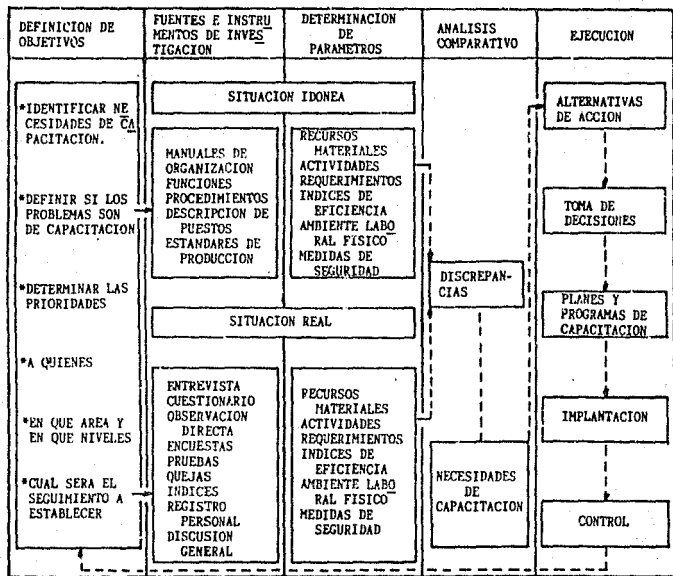 DEFINICION DE
OBJETIVOS
FUENTES E INSTRU
MENTOS DE INVES
TIGACION
DETERMINACION
DE
PARAMETROS
ANALISIS
COMPARATIVO
EJECUCION
*IDENTIFICAR NE
CESIDADES DE CA
PACITACION.
*DEFINIR SI LOS
PROBLEMAS SON
DE CAPACITACION
*DETERMINAR LAS
PRIORIDADES
*A QUIENES
*EN QUE AREA Y
EN QUE NIVELES
*CUAL SERA EL
SEGUIMIENTO A
ESTABLECER
SITUACION IDONEA
MANUALES DE
ORGANIZACION
FUNCIONES
PROCEDIMIENTOS
DESCRIPCION DE
PUESTOS
ESTANDARES DE
PRODUCCION
RECURSOS
MATERIALES
ACTIVIDADES
REQUERIMIENTOS
INDICES DE
EFICIENCIA
AMBIENTE LABO
RAL FISICO
MEDIDAS DE
SEGURIDAD
SITUACION REAL
ENTREVISTA
CUESTIONARIO
OBSERVACION
DIRECTA
ENCUESTAS
PRUEBAS
QUEJAS
INDICES
REGISTRO
PERSONAL
DISCUSION
GENERAL
RECURSOS
MATERIALES
ACTIVIDADES
REQUERIMIENTOS
INDICES DE
EFICIENCIA
AMBIENTE LABO
RAL FISICO
MEDIDAS DE
SEGURIDAD
DISCREPAN-
CIAS
NECESIDADES
DE
CAPACITACION
ALTERNATIVAS
DE ACCION
TOMA DE
DECISIONES
PLANES Y
PROGRAMAS DE
CAPACITACION
IMPLANTACION
CONTROL